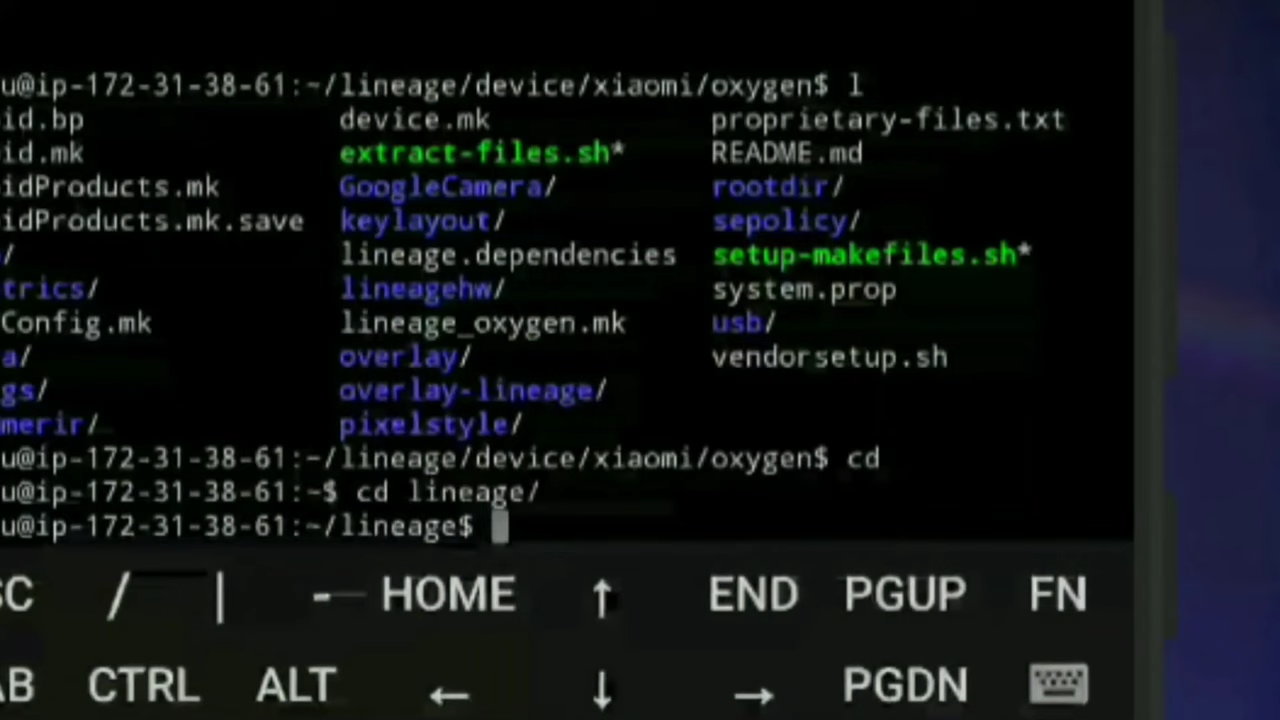 u@ip-172-31-38-61:~/lineage/device/xiaomi/oxygen$ l
id.bp device.mk proprietary-files.txt
id.mk extract-files.sh* README.md
idProducts.mk GoogleCamera/ rootdir/
idProducts.mk.save keylayout/ sepolicy/
/ lineage.dependencies setup-makefiles.sh*
trics/ lineagehw/ system.prop
Config.mk lineage_oxygen.mk usb/
a/ overlay/ vendorsetup.sh
gs/ overlay-lineage/
merir/ pixelstyle/
u@ip-172-31-38-61:~/lineage/device/xiaomi/oxygen$ cd
u@ip-172-31-38-61:~$ cd lineage/
u@ip-172-31-38-61:~/lineage$
SC / | - HOME ↑ END PGUP FN
AB CTRL ALT ← ↓ → PGDN